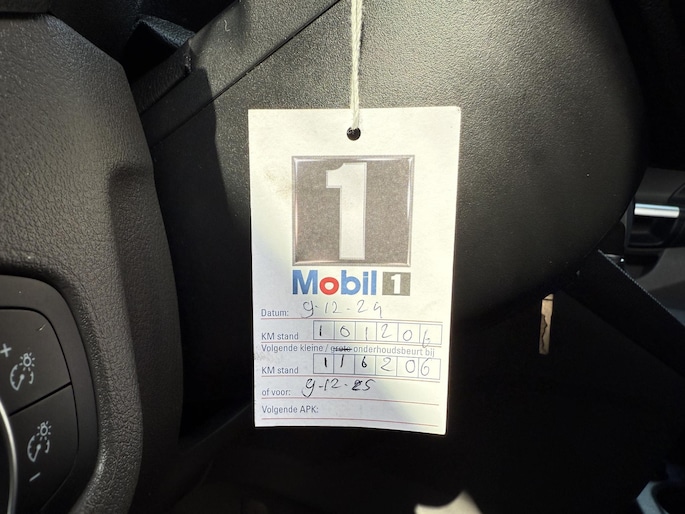 1
Mobil 1
Datum: 9-12-24
KM stand 101206
Volgende kleine / grote onderhoudsbeurt bij
KM stand 116206
of voor: 9-12-25
Volgende APK: